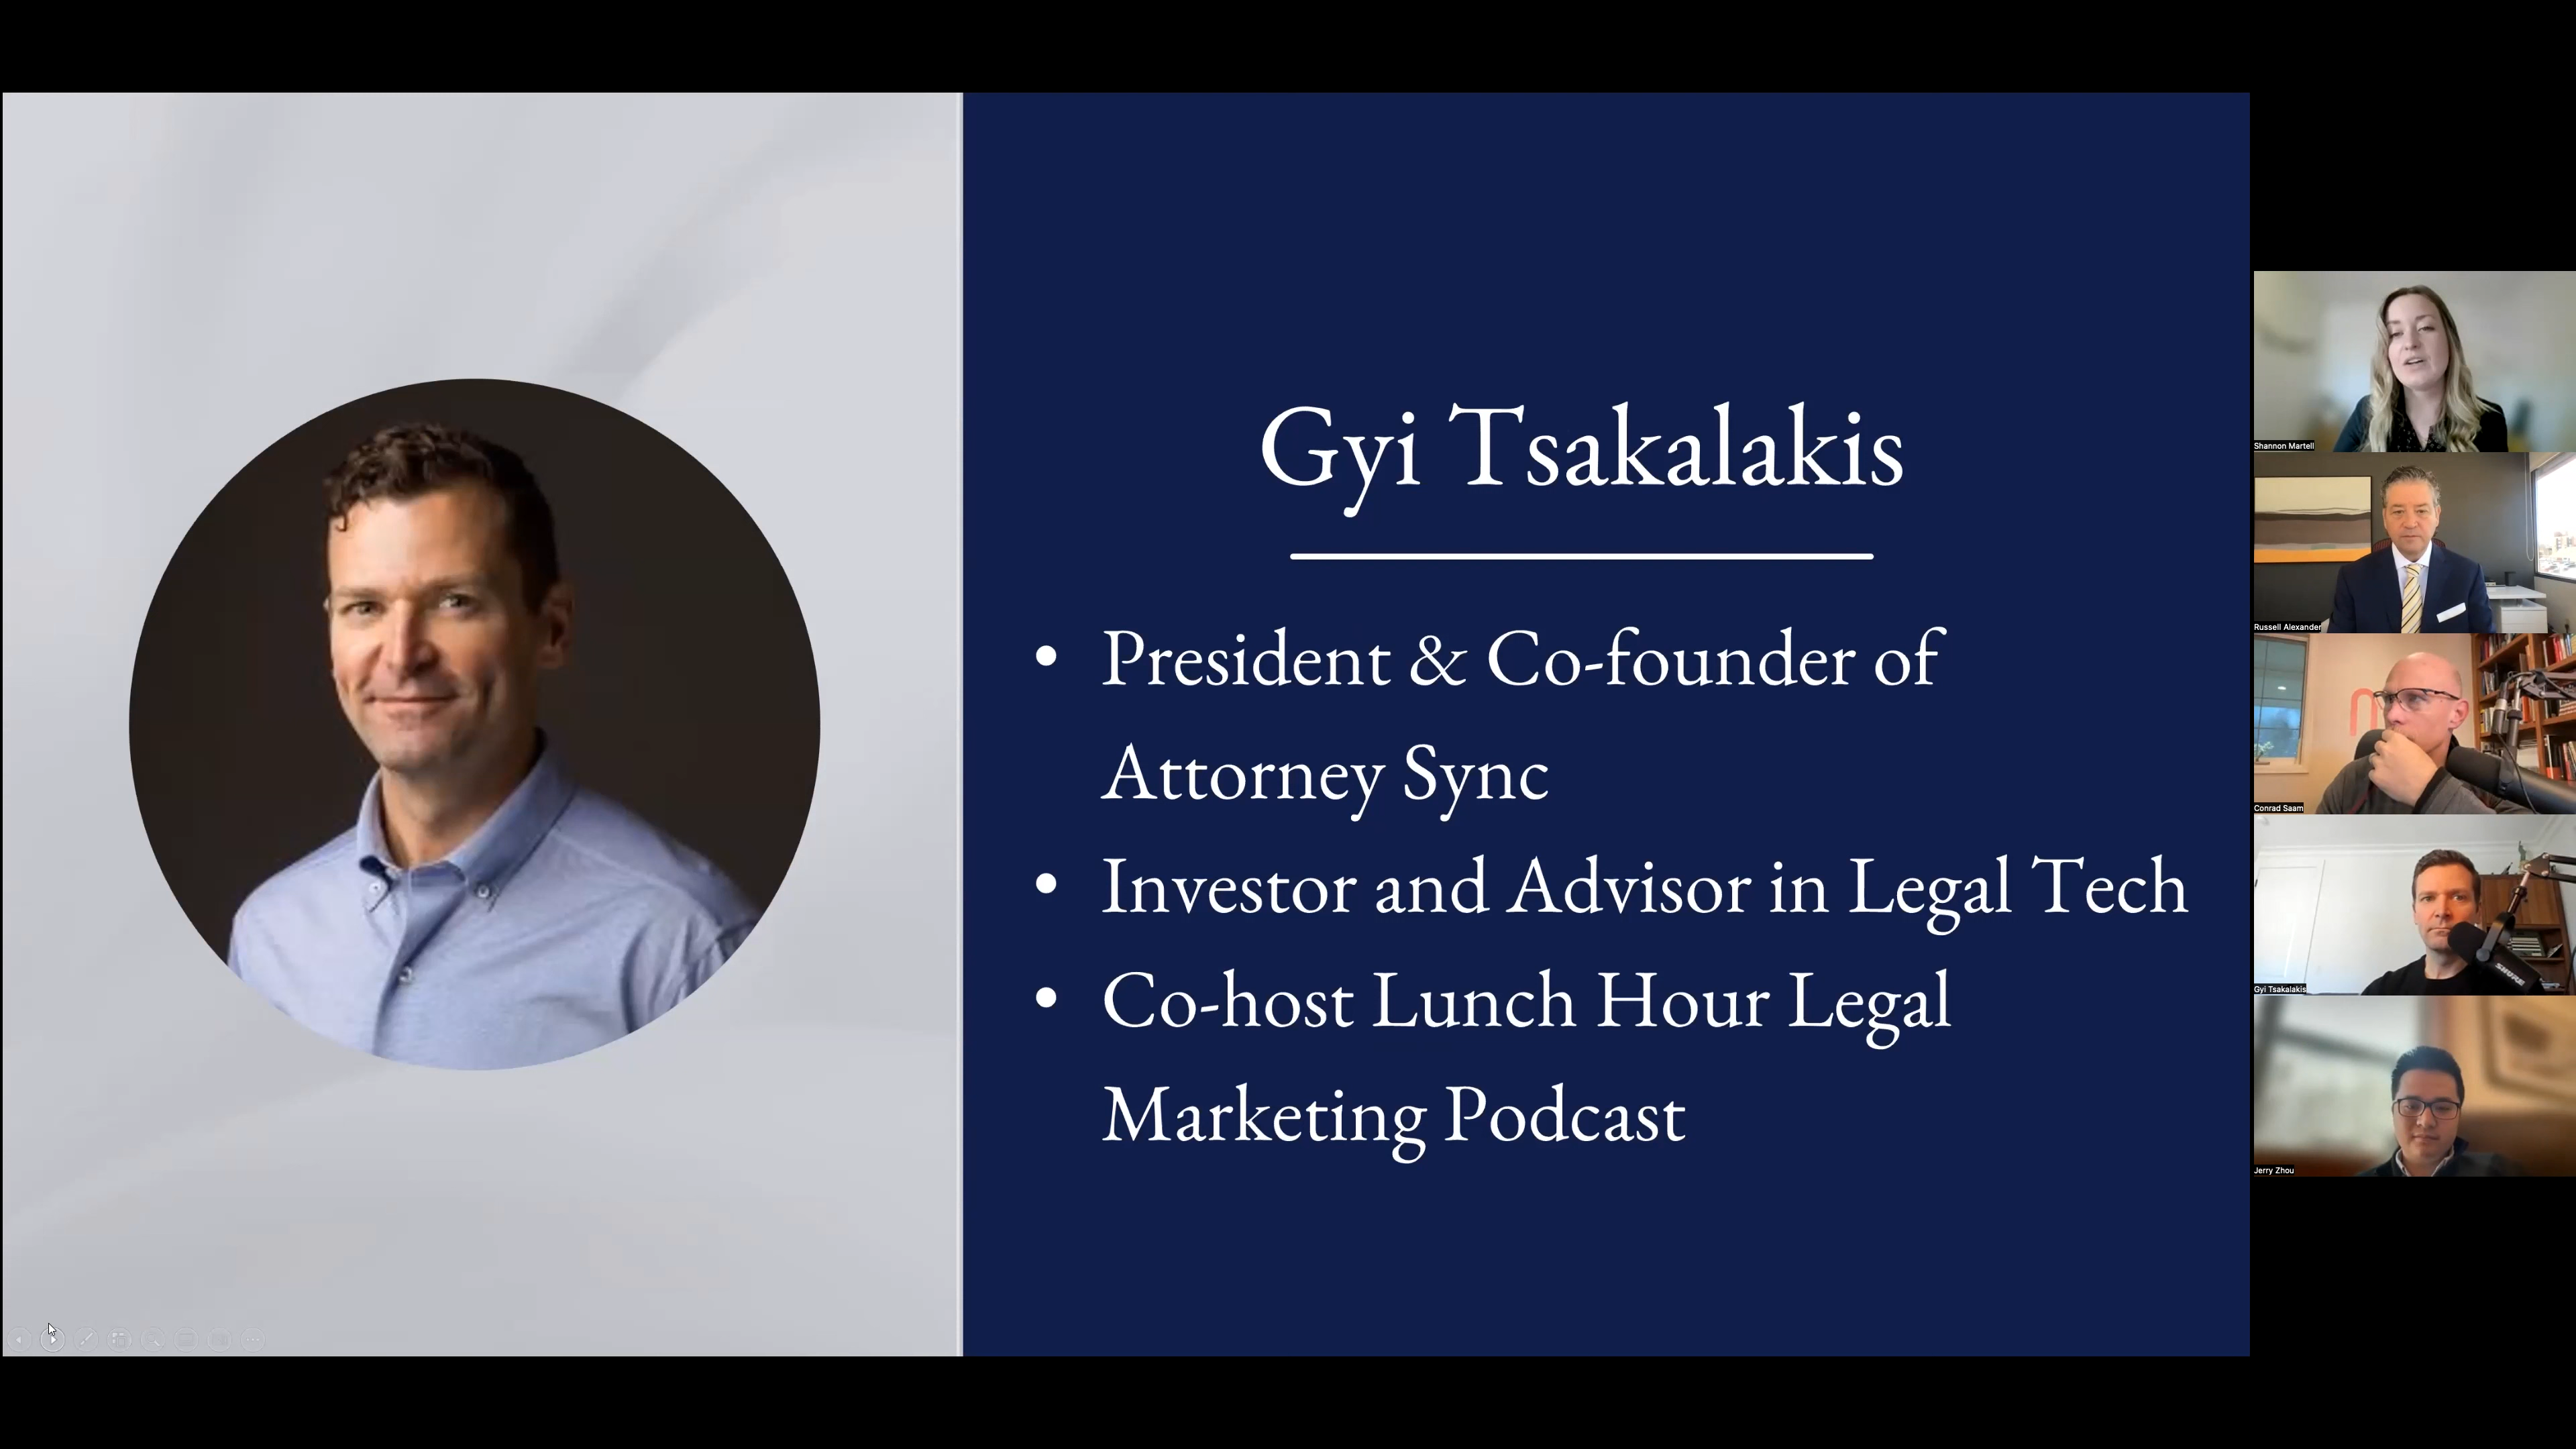 Gyi Tsakalakis
• President & Co-founder of
Attorney Sync
• Investor and Advisor in Legal Tech
• Co-host Lunch Hour Legal
Marketing Podcast
Shannon Martell
Russell Alexander
Conrad Saam
Gyi Tsakalakis
SHURE
Jerry Zhou